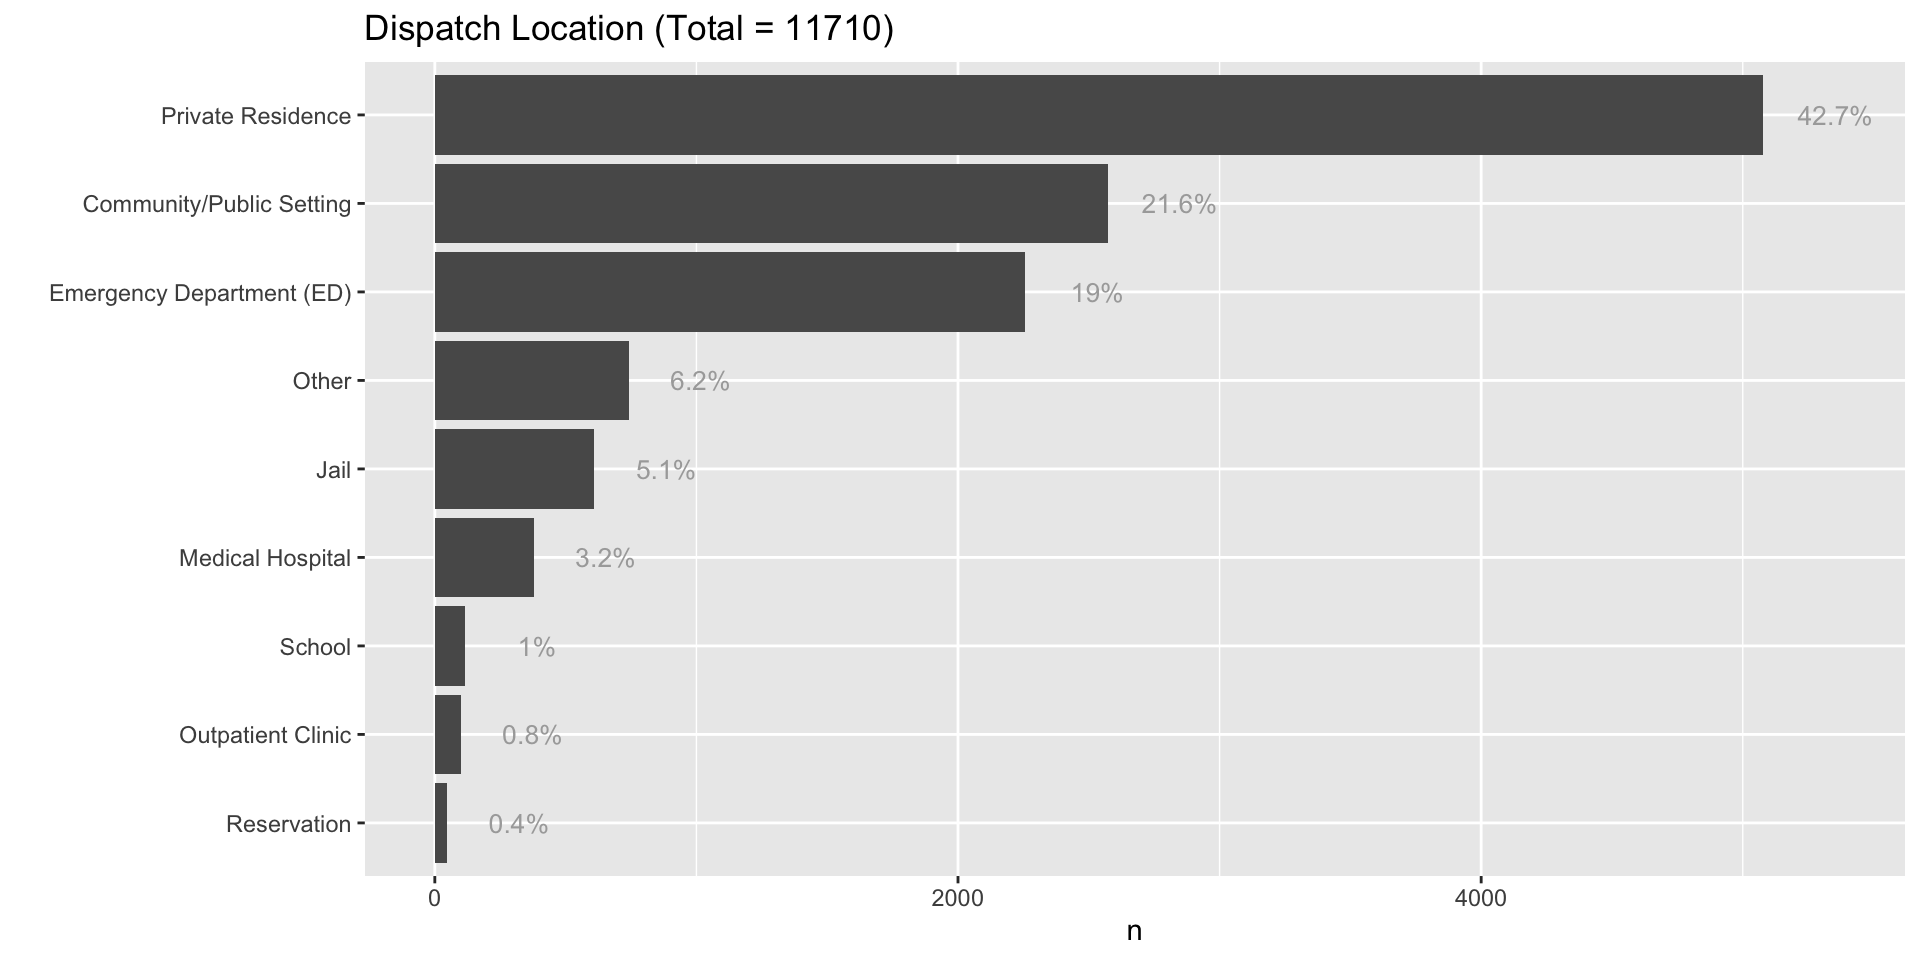 Dispatch Location (Total = 11710)
Private Residence
42.7%
Community/Public Setting
21.6%
Emergency Department (ED)
19%
Other
6.2%
Jail
5.1%
Medical Hospital
3.2%
School
1%
Outpatient Clinic
0.8%
Reservation
0.4%
0
2000
4000
n